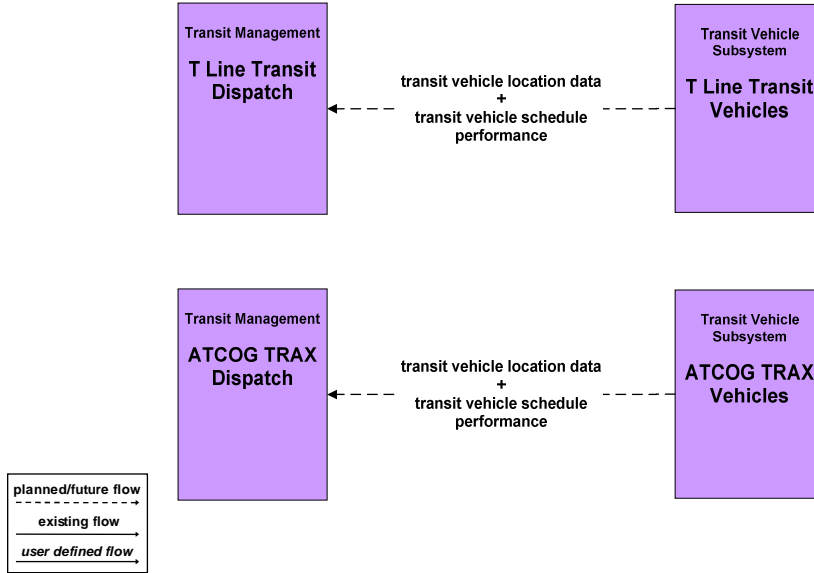 Transit Management
T Line Transit
Dispatch
transit vehicle location data
+
transit vehicle schedule
performance
Transit Vehicle
Subsystem
T Line Transit
Vehicles
Transit Management
ATCOG TRAX
Dispatch
transit vehicle location data
+
transit vehicle schedule
performance
Transit Vehicle
Subsystem
ATCOG TRAX
Vehicles
planned/future flow
existing flow
user defined flow